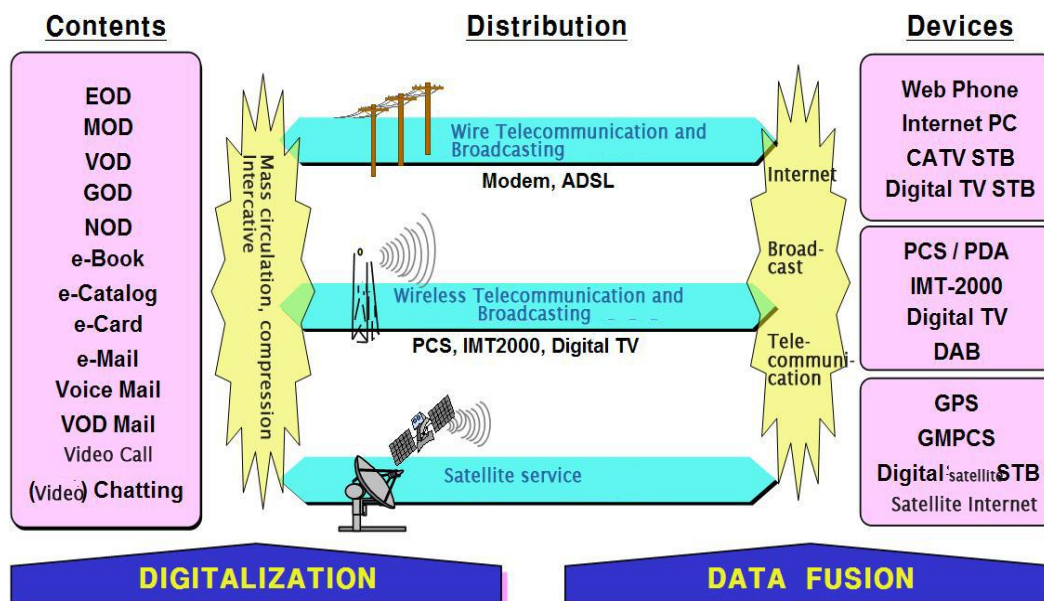 Contents
Distribution
Devices
EOD
MOD
VOD
GOD
NOD
e-Book
e-Catalog
e-Card
e-Mail
Voice Mail
VOD Mail
Video Call
(Video) Chatting
Mass circulation, compression
Intercative
Wire Telecommunication and
Broadcasting
Modem, ADSL
Wireless Telecommunication and
Broadcasting
PCS, IMT2000, Digital TV
Satellite service
Internet
Broad-
cast
Tele-
communi-
cation
Web Phone
Internet PC
CATV STB
Digital TV STB
PCS / PDA
IMT-2000
Digital TV
DAB
GPS
GMPCS
Digital satellite STB
Satellite Internet
DIGITALIZATION
DATA FUSION